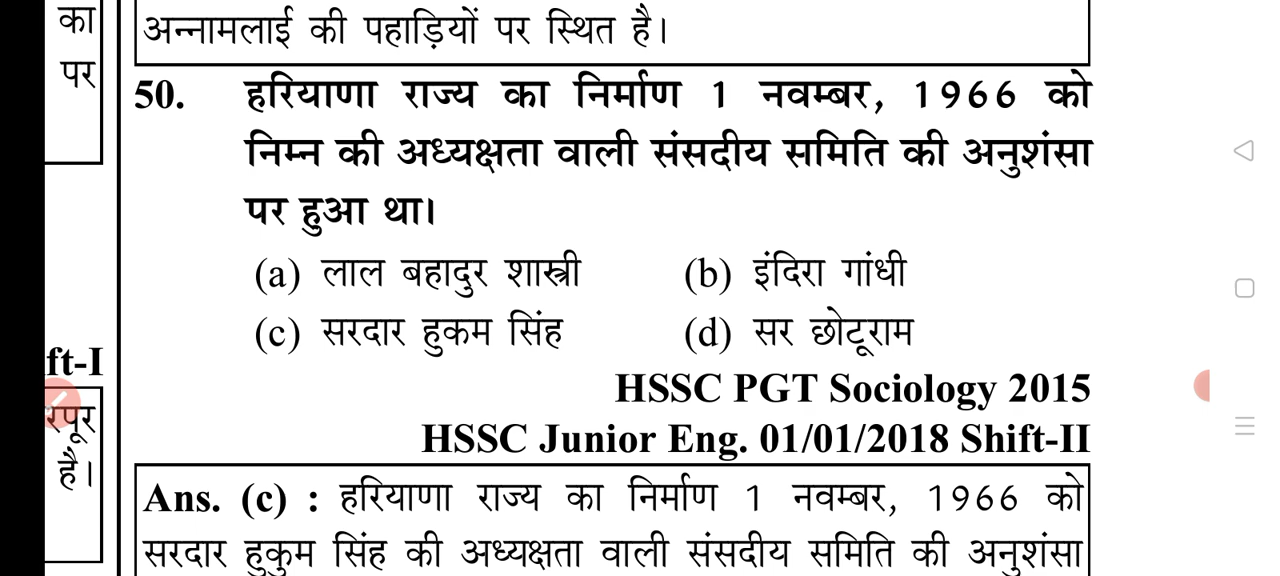 का
पर
ft-I
रपुर
है।
अन्नामलाई की पहाड़ियों पर स्थित है।
50. हरियाणा राज्य का निर्माण 1 नवम्बर, 1966 को
निम्न की अध्यक्षता वाली संसदीय समिति की अनुशंसा
पर हुआ था।
(a) लाल बहादुर शास्त्री (b) इंदिरा गांधी
(c) सरदार हुकम सिंह (d) सर छोटूराम
HSSC PGT Sociology 2015
HSSC Junior Eng. 01/01/2018 Shift-II
Ans. (c) : हरियाणा राज्य का निर्माण 1 नवम्बर, 1966 को
सरदार हुकुम सिंह की अध्यक्षता वाली संसदीय समिति की अनुशंसा